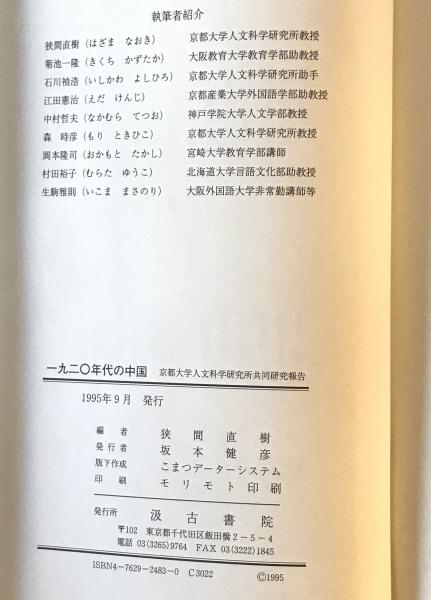 執筆者紹介
狭間直樹(はざま なおき) 京都大学人文科学研究所教授
菊池一隆(きくち かずたか) 大阪教育大学教育学部助教授
石川禎浩(いしかわ よしひろ) 京都大学人文科学研究所助手
江田憲治(えだ けんじ) 京都産業大学外国語学部助教授
中村哲夫(なかむら てつお) 神戸学院大学人文学部教授
森 時彦(もり ときひこ) 京都大学人文科学研究所教授
岡本隆司(おかもと たかし) 宮崎大学教育学部講師
村田裕子(むらた ゆうこ) 北海道大学言語文化部助教授
生駒雅則(いこま まさのり) 大阪外国語大学非常勤講師等
一九二〇年代の中国 京都大学人文科学研究所共同研究報告
1995年9月 発行
編者 狭間直樹
発行者 坂本健彦
版下作成 こまつデーターシステム
印刷 モリモト印刷
発行所 汲古書院
〒102 東京都千代田区飯田橋2-5-4
電話 03(3265)9764 FAX 03(3222)1845
ISBN4-7629-2483-0 C3022 ©1995